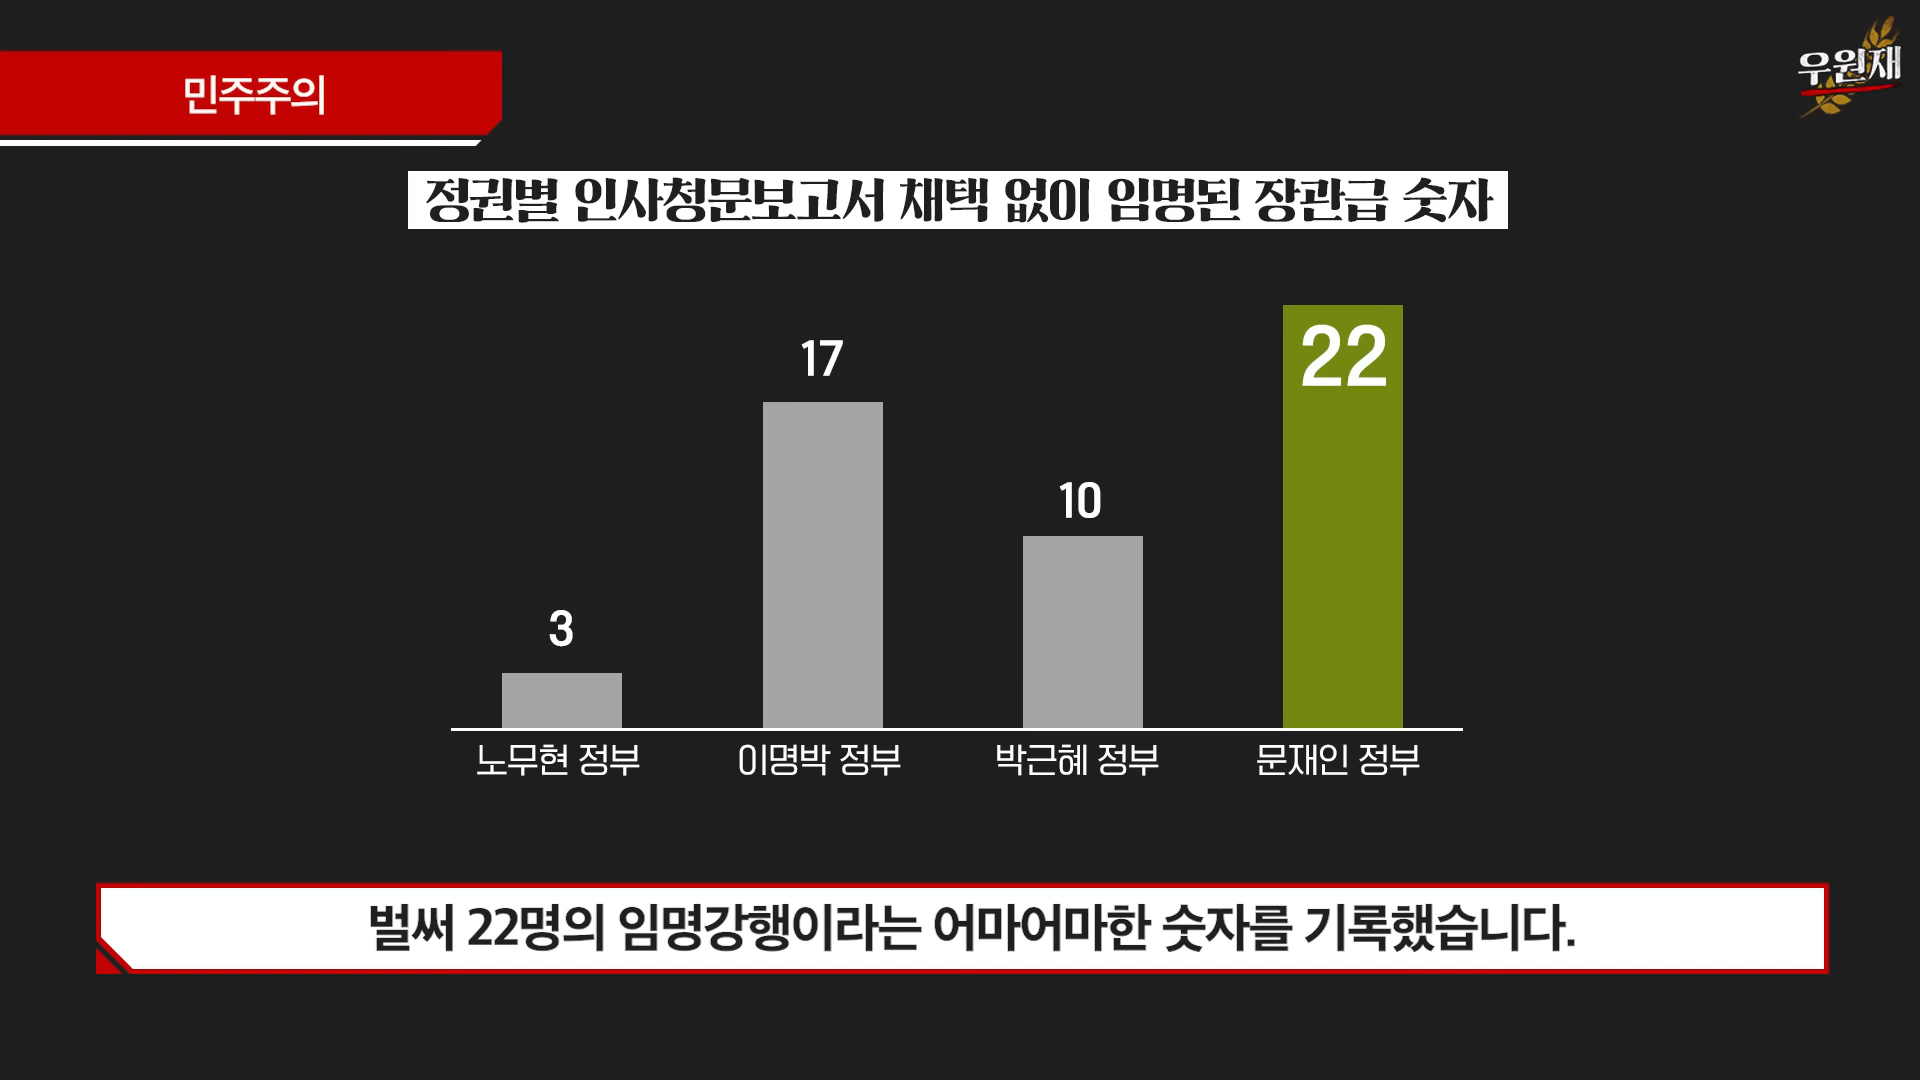 민주주의
우원재
정권별 인사청문보고서 채택 없이 임명된 장관급 숫자
3
17
10
22
노무현 정부
이명박 정부
박근혜 정부
문재인 정부
벌써 22명의 임명강행이라는 어마어마한 숫자를 기록했습니다.